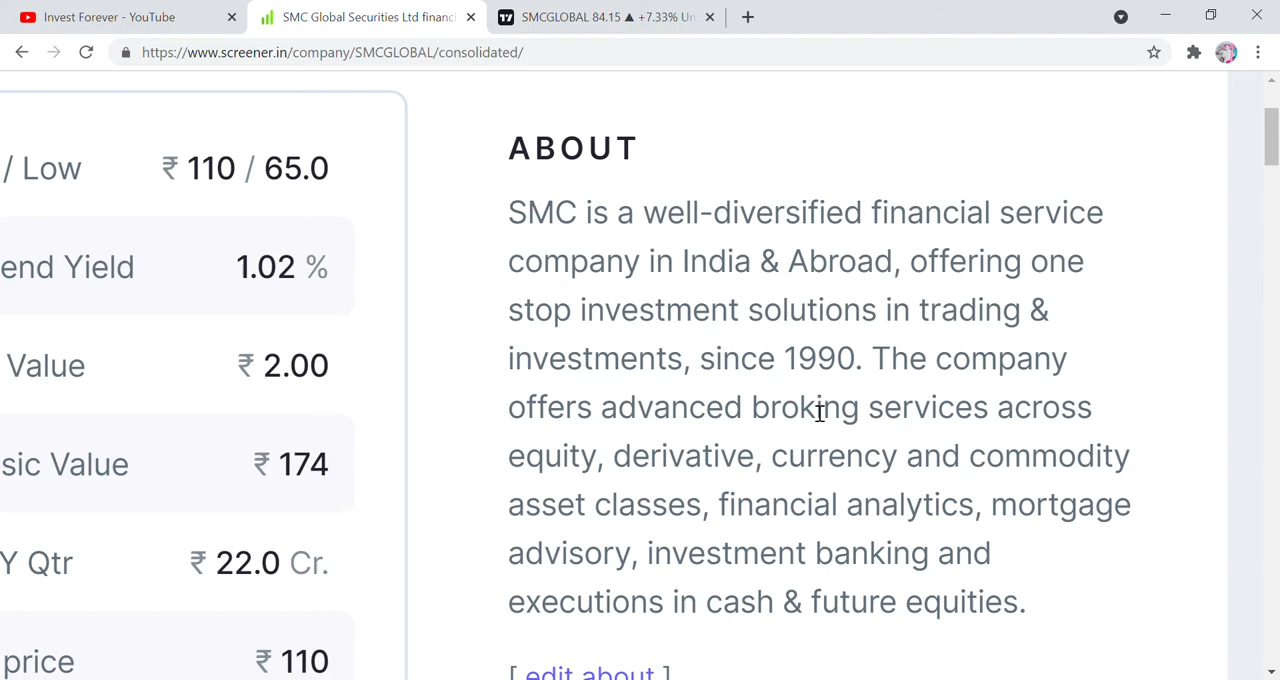 Invest Forever - YouTube
SMC Global Securities Ltd financi
SMCGLOBAL 84.15 ▲ +7.33% Un
https://www.screener.in/company/SMCGLOBAL/consolidated/
/ Low ₹ 110 / 65.0
end Yield 1.02 %
Value ₹ 2.00
sic Value ₹ 174
Y Qtr ₹ 22.0 Cr.
price ₹ 110
ABOUT
SMC is a well-diversified financial service
company in India & Abroad, offering one
stop investment solutions in trading &
investments, since 1990. The company
offers advanced broking services across
equity, derivative, currency and commodity
asset classes, financial analytics, mortgage
advisory, investment banking and
executions in cash & future equities.
[ edit about ]